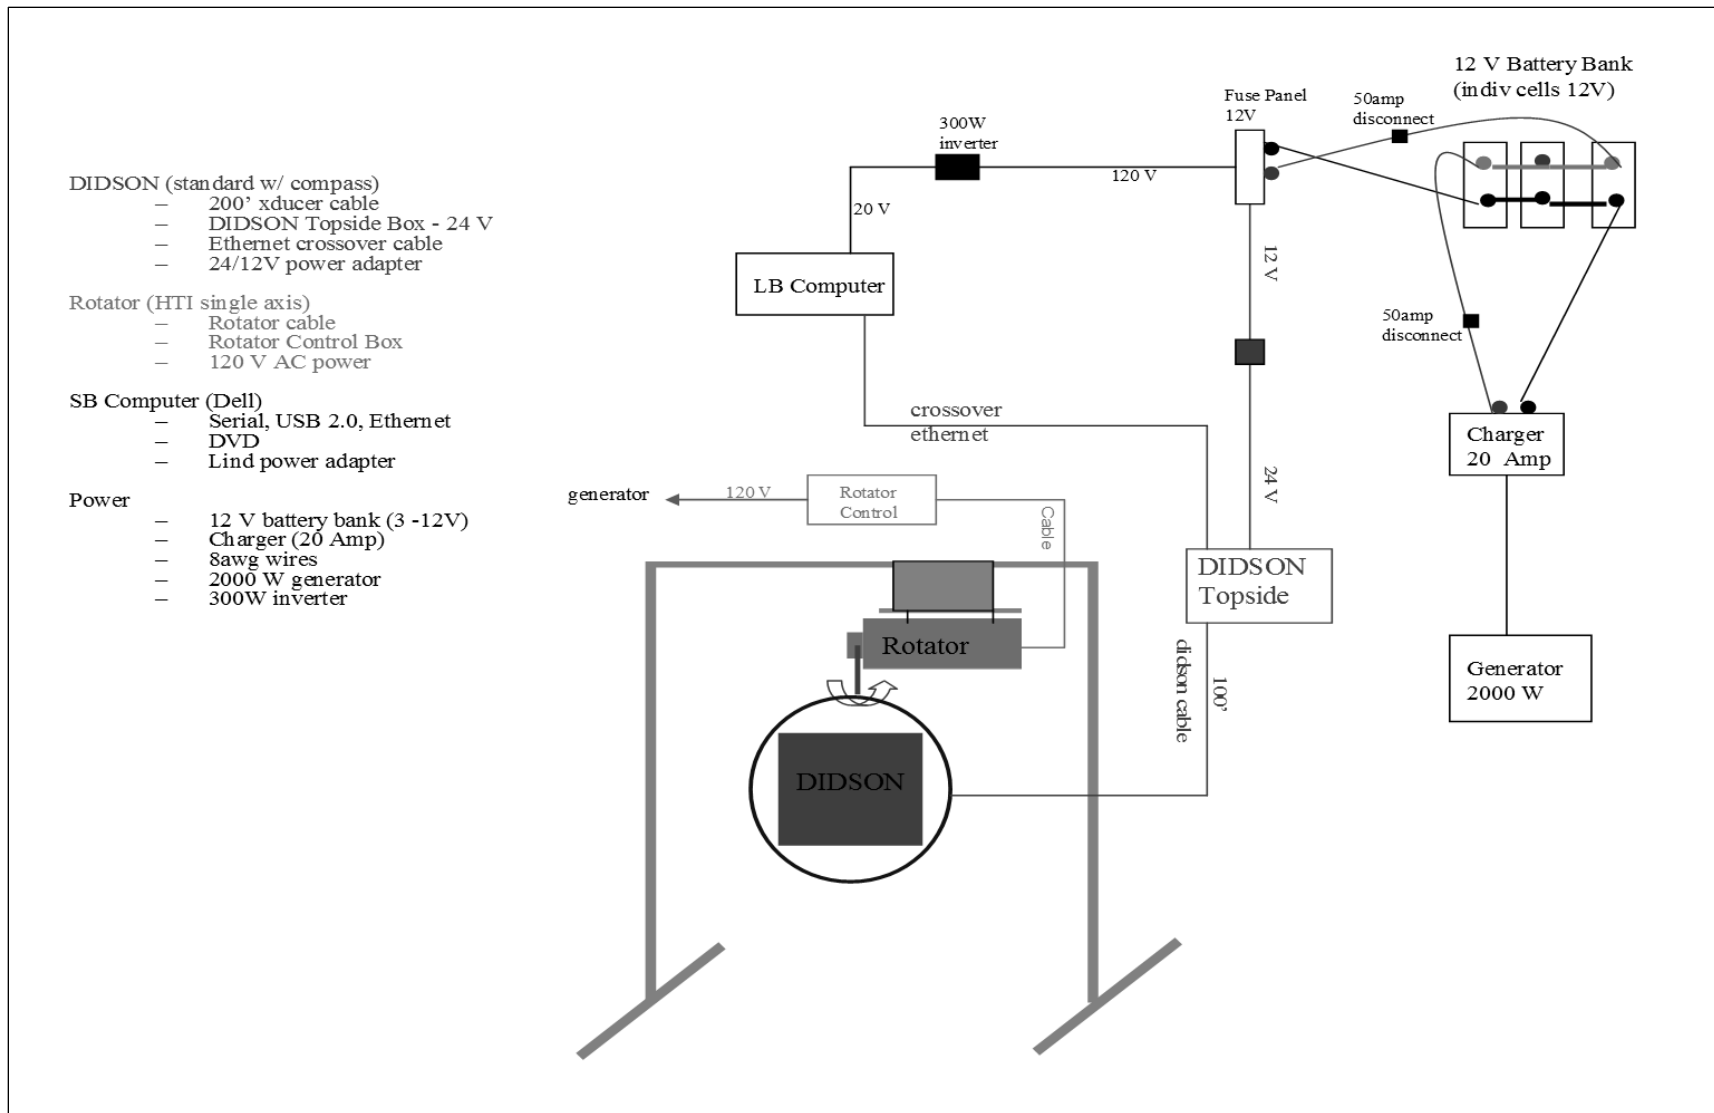 DIDSON (standard w/ compass)
– 200’ xducer cable
– DIDSON Topside Box - 24 V
– Ethernet crossover cable
– 24/12V power adapter
Rotator (HTI single axis)
– Rotator cable
– Rotator Control Box
– 120 V AC power
SB Computer (Dell)
– Serial, USB 2.0, Ethernet
– DVD
– Lind power adapter
Power
– 12 V battery bank (3 -12V)
– Charger (20 Amp)
– 8awg wires
– 2000 W generator
– 300W inverter
300W
inverter
20 V
LB Computer
120 V
Fuse Panel
12V
50amp
disconnect
12 V Battery Bank
(indiv cells 12V)
12 V
24 V
50amp
disconnect
Charger
20 Amp
Generator
2000 W
crossover
ethernet
generator
120 V
Rotator
Control
Cable
DIDSON
Topside
Rotator
DIDSON
didson cable
100’